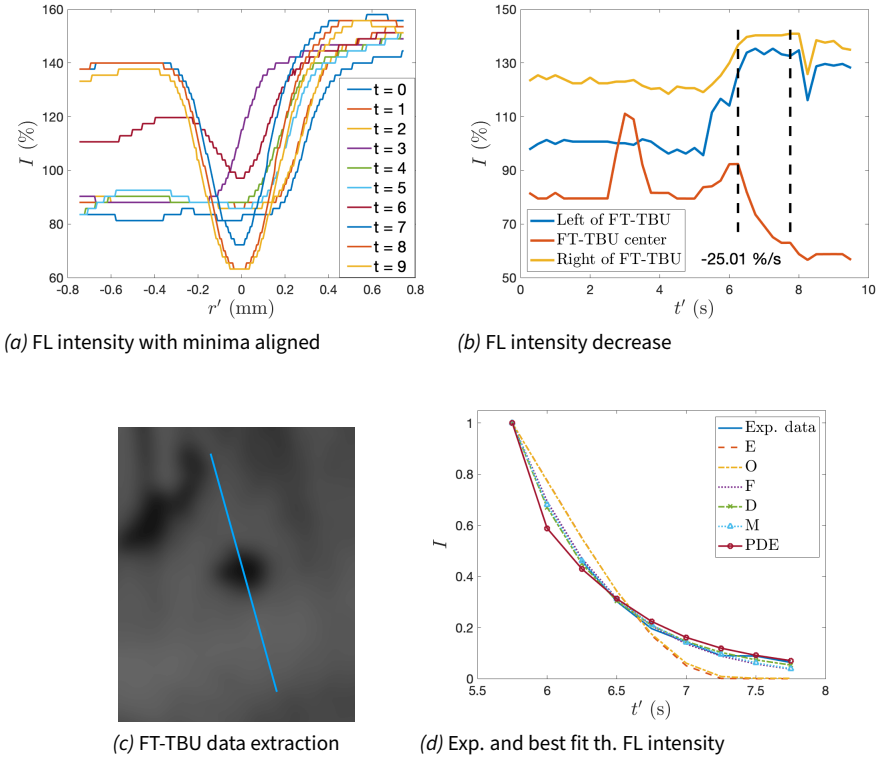 160
140
120
100
80
60
I (%)
-0.8 -0.6 -0.4 -0.2 0 0.2 0.4 0.6 0.8
r′ (mm)
t = 0
t = 1
t = 2
t = 3
t = 4
t = 5
t = 6
t = 7
t = 8
t = 9
(a) FL intensity with minima aligned
150
130
110
90
70
50
I (%)
0 2 4 6 8 10
t′ (s)
Left of FT-TBU
FT-TBU center
Right of FT-TBU
-25.01 %/s
(b) FL intensity decrease
(c) FT-TBU data extraction
1
0.8
0.6
0.4
0.2
0
I
5.5 6 6.5 7 7.5 8
t′ (s)
Exp. data
E
O
F
D
M
PDE
(d) Exp. and best fit th. FL intensity